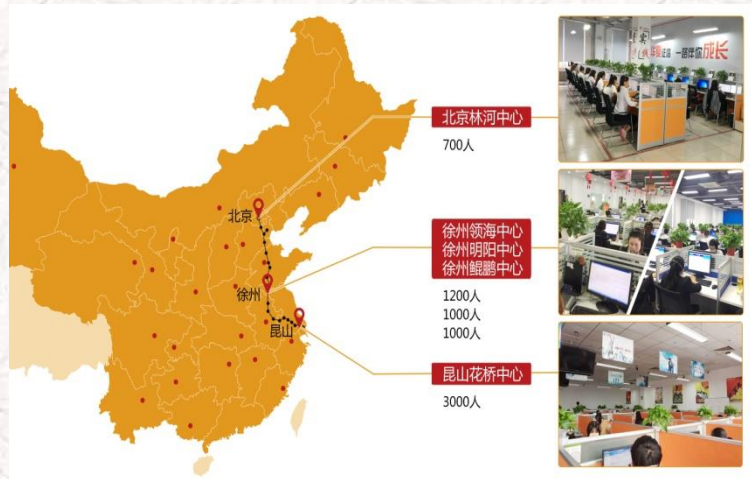 一路伴你成长
北京林河中心
700人
北京
徐州领海中心
徐州明阳中心
徐州鲲鹏中心
徐州
1200人
1000人
1000人
昆山
昆山花桥中心
3000人